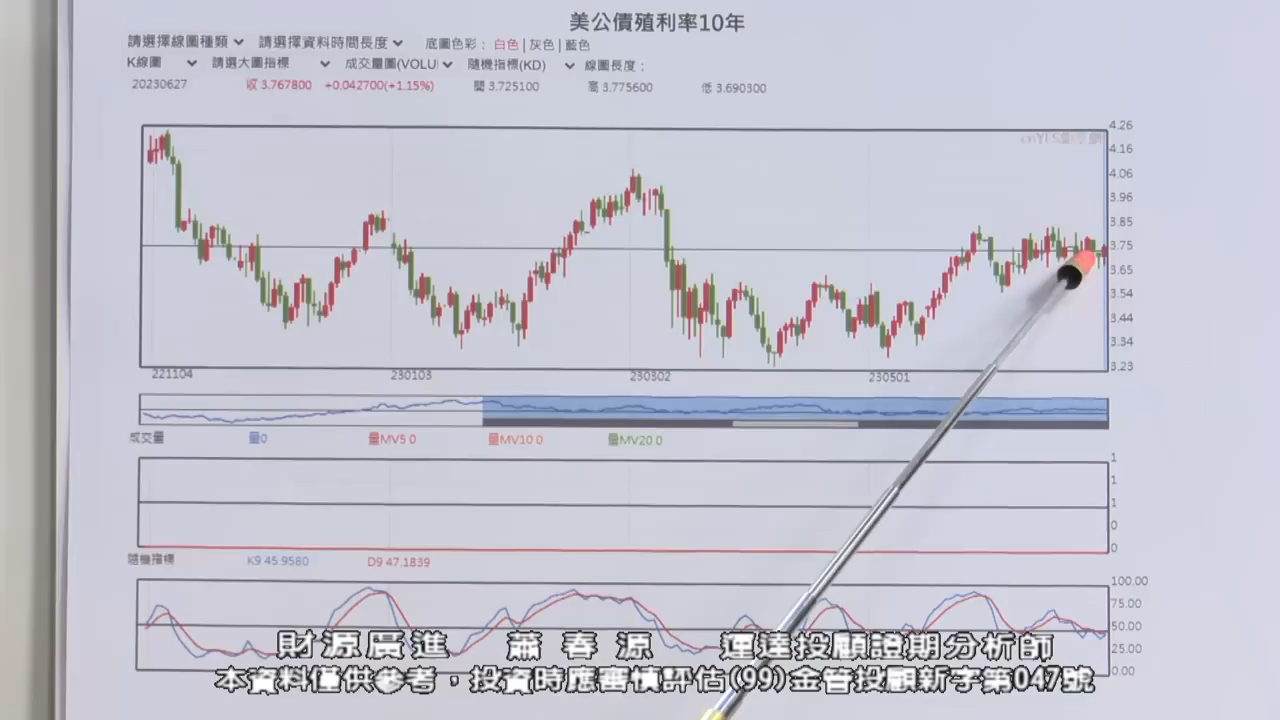 美公債殖利率10年
請選擇線圖種類 請選擇資料時間長度 底圖色彩： 白色 | 灰色 | 藍色
K線圖 請選大圖指標 成交量圖(VOLU 隨機指標(KD) 線圖長度：
20230627 收 3.767800 +0.042700(+1.15%) 開 3.725100 高 3.775600 低 3.690300
4.26
4.16
4.06
3.96
3.85
3.75
3.65
3.54
3.44
3.34
3.23
221104 230103 230302 230501
成交量 量0 量MV5 0 量MV10 0 量MV20 0
1
1
1
0
0
隨機指標 K9 45.9580 D9 47.1839
100.00
75.00
50.00
25.00
0.00
財源廣進 蕭春源 運達投顧證期分析師
本資料僅供參考，投資時應審慎評估(99)金管投顧新字第047號